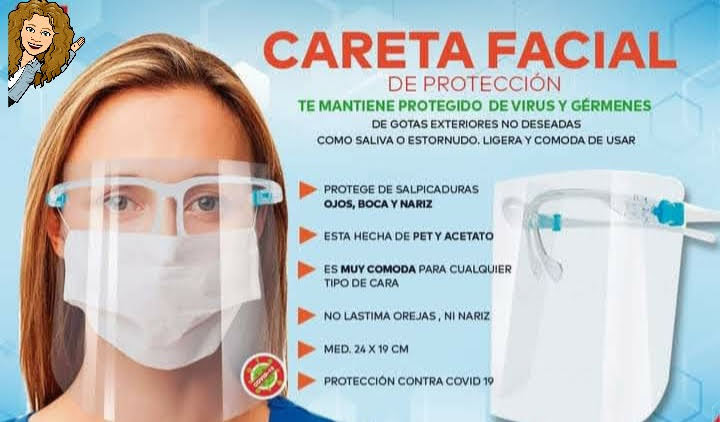 CARETA FACIAL
DE PROTECCIÓN
TE MANTIENE PROTEGIDO DE VIRUS Y GÉRMENES
DE GOTAS EXTERIORES NO DESEADAS
COMO SALIVA O ESTORNUDO. LIGERA Y COMODA DE USAR
PROTEGE DE SALPICADURAS
OJOS, BOCA Y NARIZ
ESTA HECHA DE PET Y ACETATO
ES MUY COMODA PARA CUALQUIER
TIPO DE CARA
NO LASTIMA OREJAS , NI NARIZ
MED. 24 X 19 CM
PROTECCIÓN CONTRA COVID 19
COVID-19